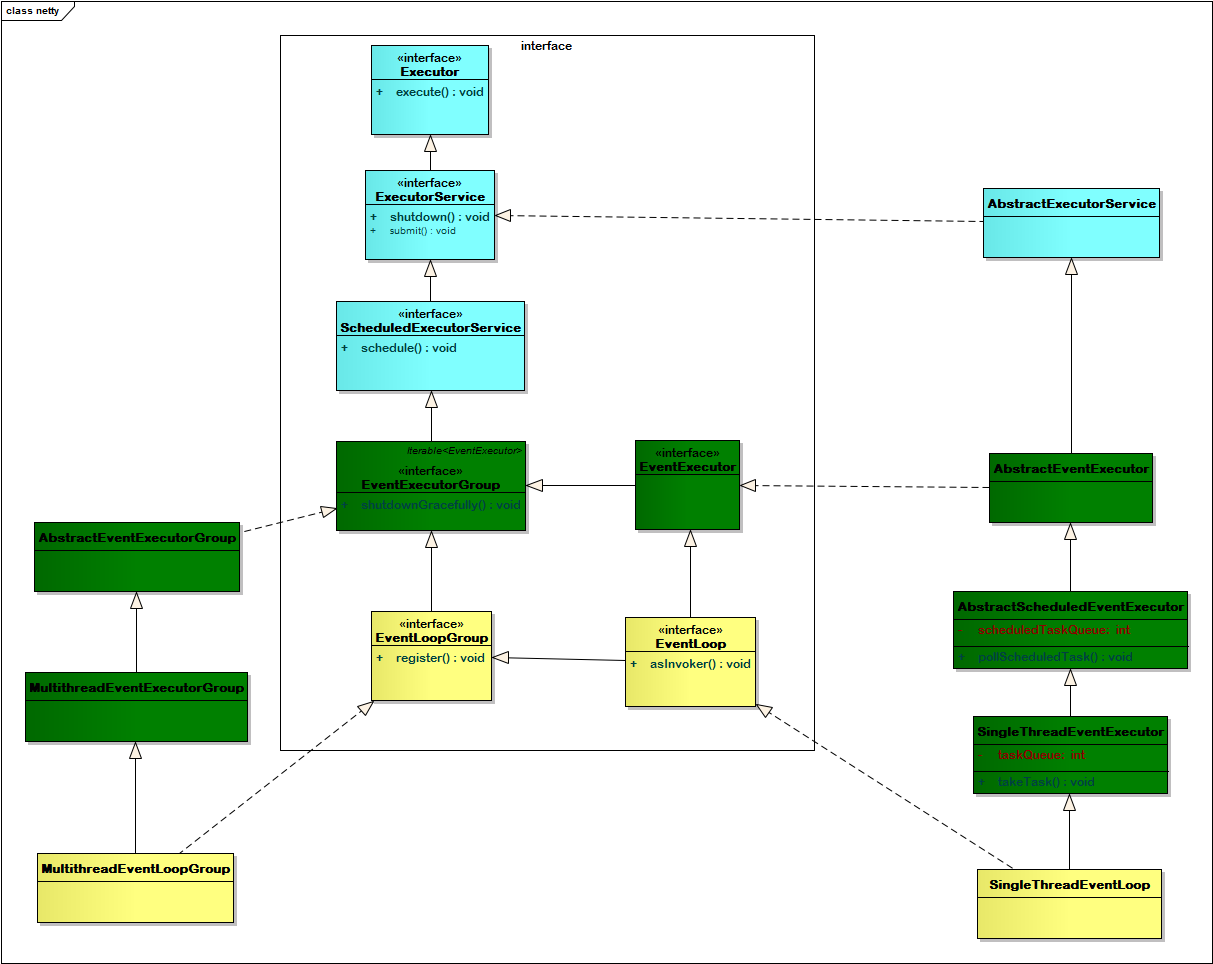 class netty
interface
«interface»
Executor
+ execute() : void
«interface»
ExecutorService
+ shutdown() : void
+ submit() : void
AbstractExecutorService
«interface»
ScheduledExecutorService
+ schedule() : void
Iterable<EventExecutor>
«interface»
EventExecutorGroup
+ shutdownGracefully() : void
«interface»
EventExecutor
AbstractEventExecutor
AbstractEventExecutorGroup
AbstractScheduledEventExecutor
- scheduledTaskQueue: int
+ pollScheduledTask() : void
«interface»
EventLoopGroup
+ register() : void
«interface»
EventLoop
+ asInvoker() : void
MultithreadEventExecutorGroup
SingleThreadEventExecutor
- taskQueue: int
+ takeTask() : void
MultithreadEventLoopGroup
SingleThreadEventLoop